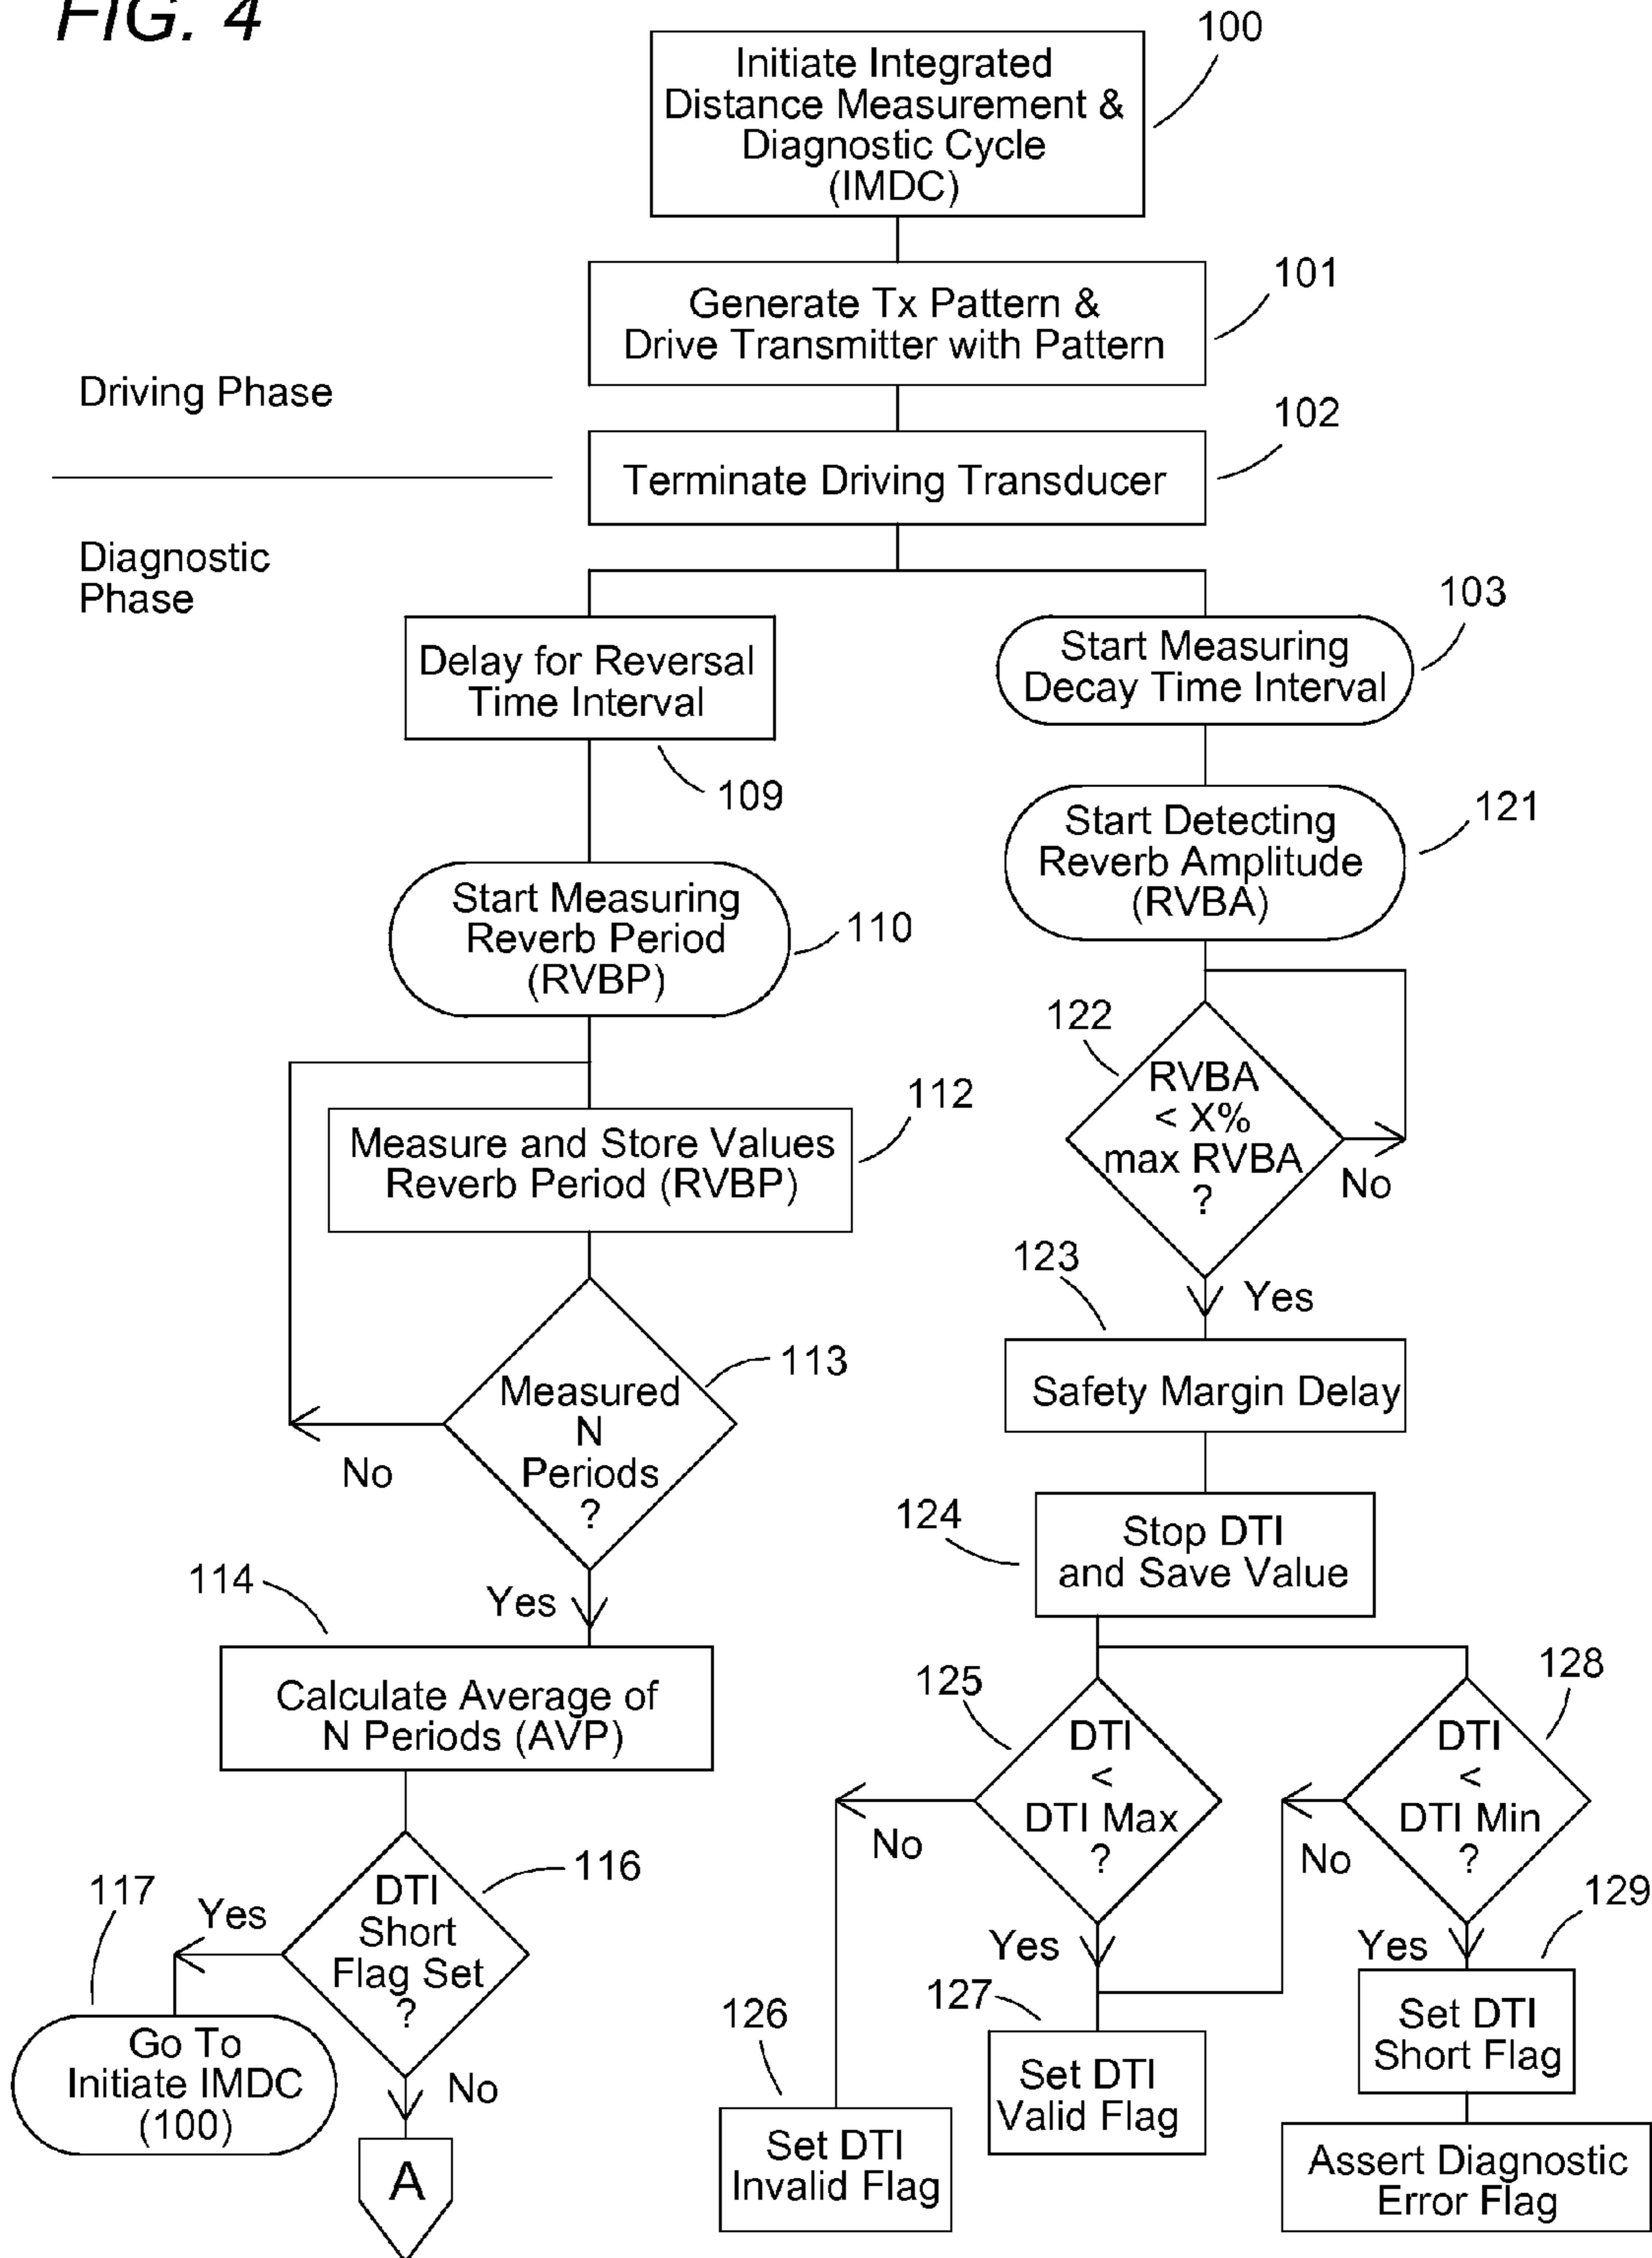 FIG. 4
100
Initiate Integrated
Distance Measurement &
Diagnostic Cycle
(IMDC)
101
Generate Tx Pattern &
Drive Transmitter with Pattern
Driving Phase
102
Terminate Driving Transducer
Diagnostic
Phase
103
Delay for Reversal
Time Interval
109
Start Measuring
Decay Time Interval
121
Start Detecting
Reverb Amplitude
(RVBA)
Start Measuring
Reverb Period
(RVBP)
110
122
RVBA
< X%
max RVBA
?
No
112
Measure and Store Values
Reverb Period (RVBP)
123
Yes
Safety Margin Delay
113
Measured
N
Periods
?
No
Yes
124
Stop DTI
and Save Value
114
Calculate Average of
N Periods (AVP)
125
DTI
<
DTI Max
?
No
Yes
128
DTI
<
DTI Min
?
No
Yes
116
DTI
Short
Flag Set
?
Yes
No
117
Go To
Initiate IMDC
(100)
A
126
Set DTI
Invalid Flag
127
Set DTI
Valid Flag
129
Set DTI
Short Flag
Assert Diagnostic
Error Flag